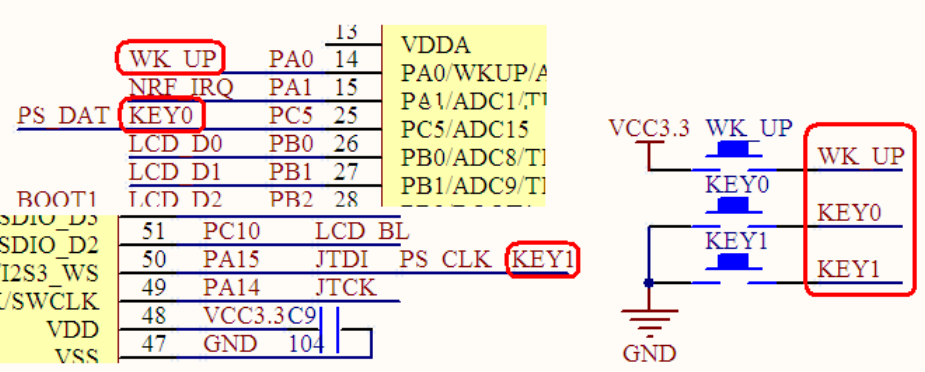 13 VDDA
WK_UP PA0 14 PA0/WKUP/A
NRF_IRQ PA1 15 PA1/ADC1/TI
PS_DAT KEY0 PC5 25 PC5/ADC15
LCD_D0 PB0 26 PB0/ADC8/TI
LCD_D1 PB1 27 PB1/ADC9/TI
BOOT1 LCD_D2 PB2 28
SDIO_D3
SDIO_D2 51 PC10 LCD_BL
/I2S3_WS 50 PA15 JTDI PS_CLK KEY1
K/SWCLK 49 PA14 JTCK
VDD 48 VCC3.3 C9
VSS 47 GND 104
VCC3.3 WK_UP
WK_UP
KEY0
KEY0
KEY1
KEY1
GND